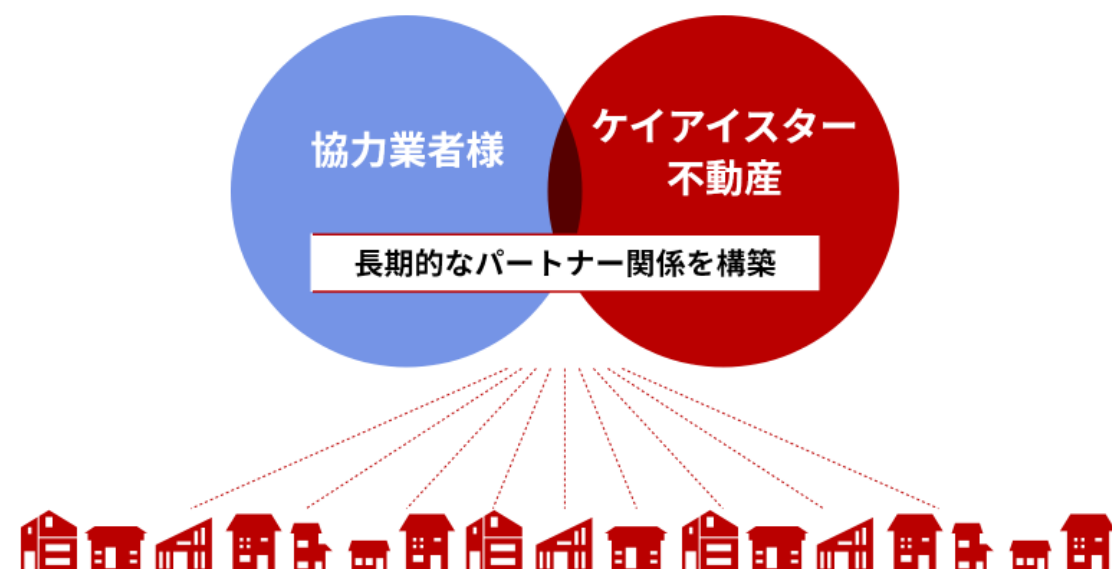 協力業者様
ケイアイスター
不動産
長期的なパートナー関係を構築